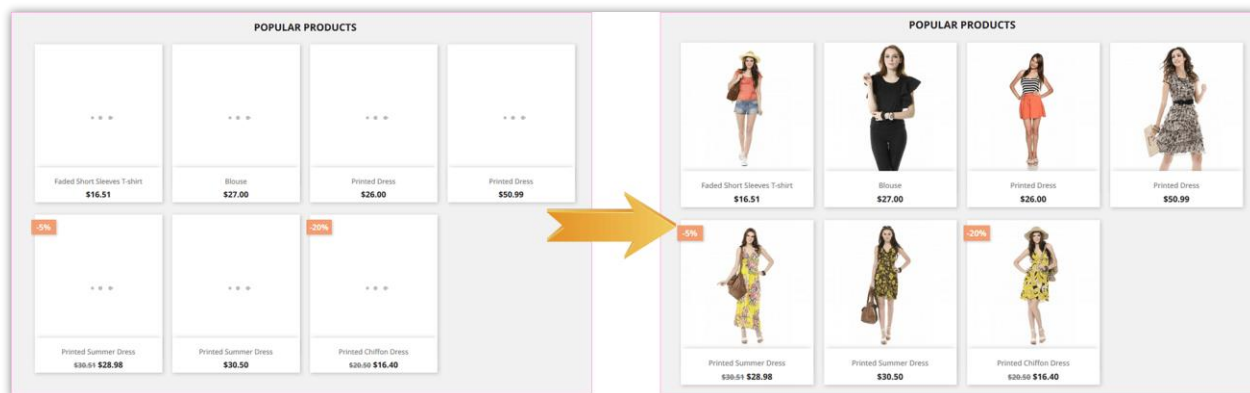 POPULAR PRODUCTS
Faded Short Sleeves T-shirt
$16.51
Blouse
$27.00
Printed Dress
$26.00
Printed Dress
$50.99
-5%
Printed Summer Dress
$30.51 $28.98
Printed Summer Dress
$30.50
-20%
Printed Chiffon Dress
$20.50 $16.40
POPULAR PRODUCTS
Faded Short Sleeves T-shirt
$16.51
Blouse
$27.00
Printed Dress
$26.00
Printed Dress
$50.99
-5%
Printed Summer Dress
$30.51 $28.98
Printed Summer Dress
$30.50
-20%
Printed Chiffon Dress
$20.50 $16.40